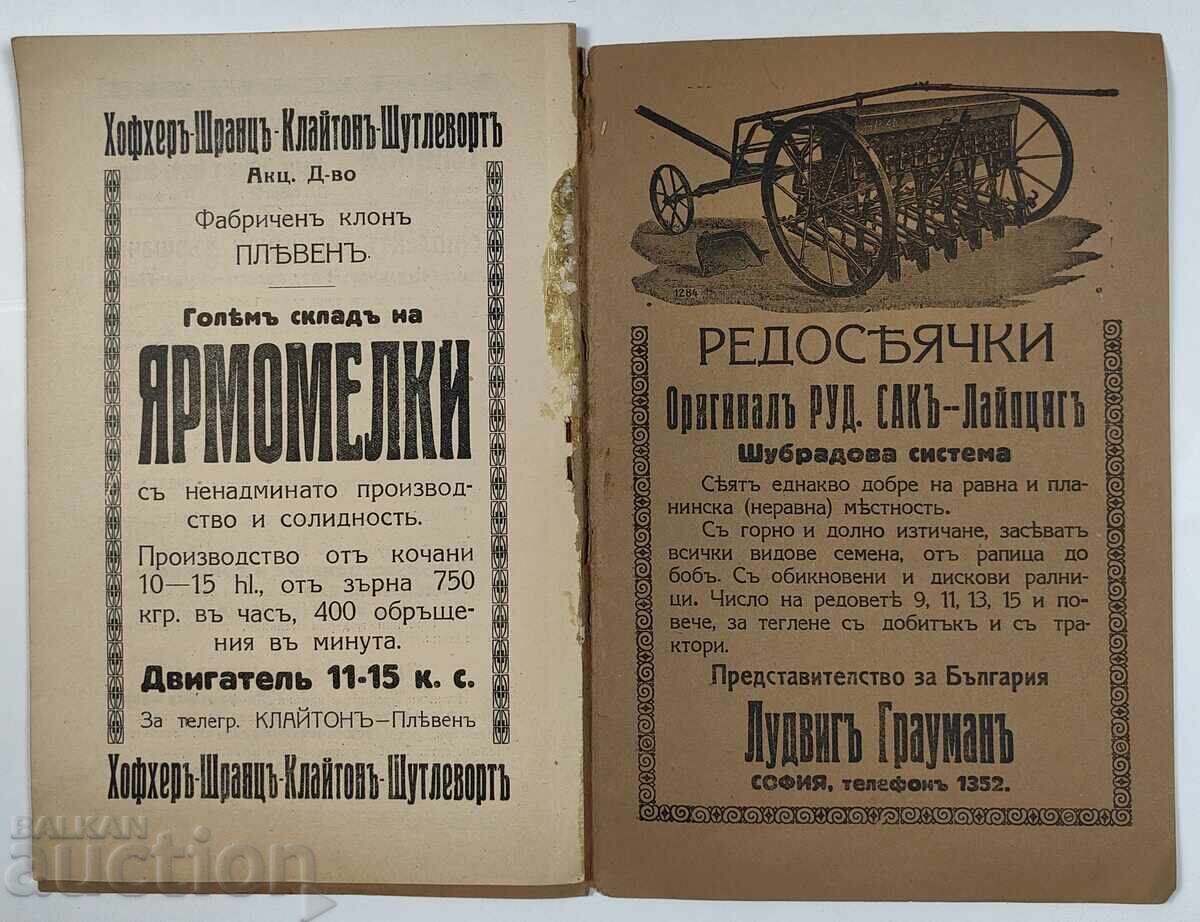 Хофхеръ-Шранцъ-Клайтонъ-Шутлевортъ
Акц. Д-во
Фабриченъ клонъ
ПЛѢВЕНЪ.
Голѣмъ складъ на
ЯРМОМЕЛКИ
съ ненадминато производ-
ство и солидность.
Производство отъ кочани
10—15 hl., отъ зърна 750
кгр. въ часъ, 400 обръще-
ния въ минута.
Двигатель 11-15 к. с.
За телегр. КЛАЙТОНЪ—Плѣвенъ
Хофхеръ-Шранцъ-Клайтонъ-Шутлевортъ
1284
РЕДОСѢЯЧКИ
Оригиналъ РУД. САКЪ--Лайпцигъ
Шубрадова система
Сѣятъ еднакво добре на равна и пла-
нинска (неравна) мѣстность.
Съ горно и долно изтичане, засѣватъ
всички видове семена, отъ рапица до
бобъ. Съ обикновени и дискови рални-
ци. Число на редоветѣ 9, 11, 13, 15 и по-
вече, за теглене съ добитъкъ и съ тра-
ктори.
Представителство за България
Лудвигъ Грауманъ
СОФИЯ, телефонъ 1352.
BALKAN
auction